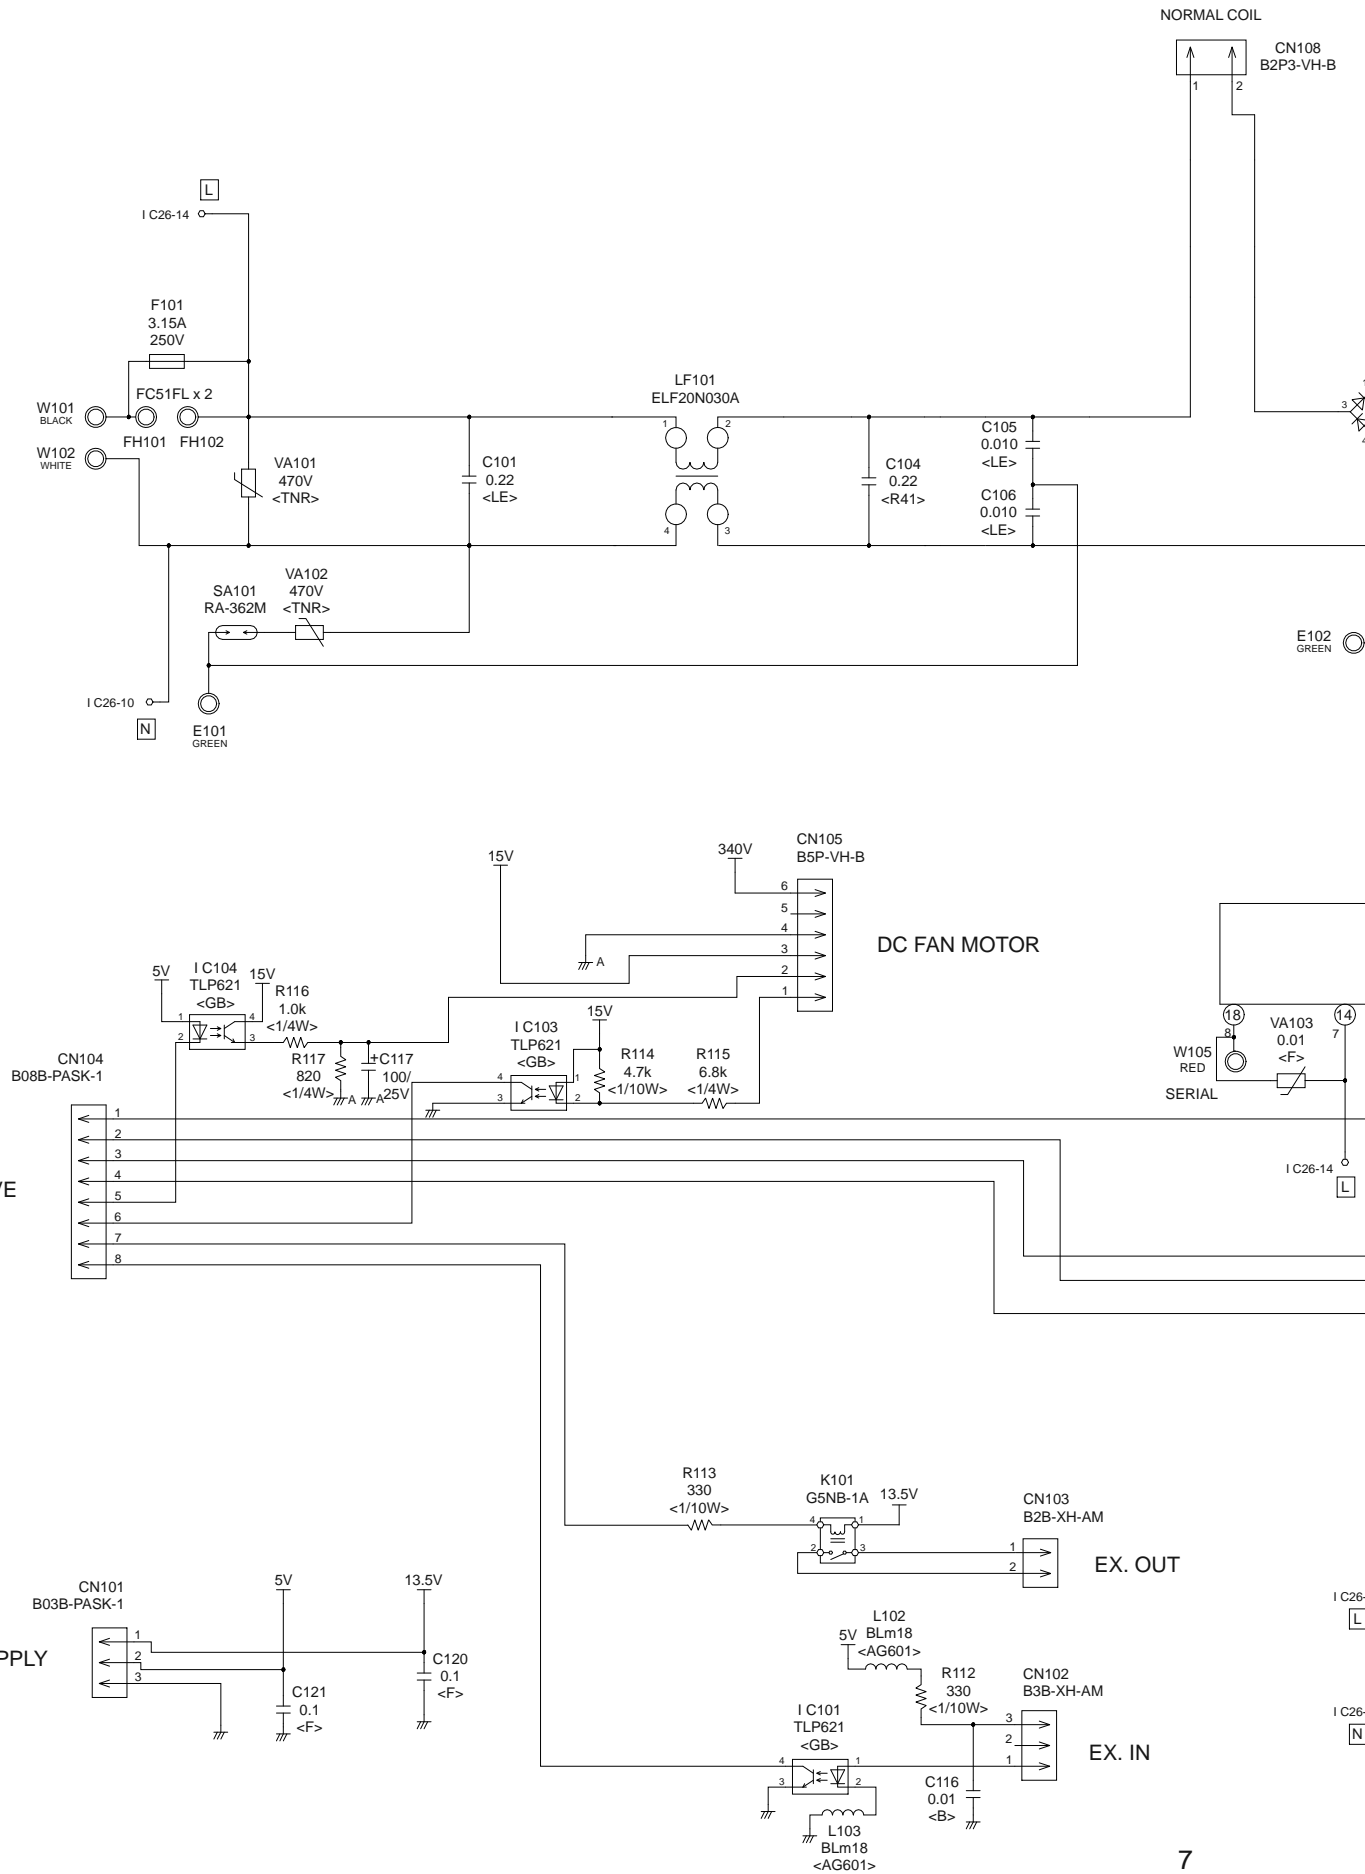 NORMAL COIL
CN108
B2P3-VH-B
1
2
L
I C26-14
F101
3.15A
250V
LF101
ELF20N030A
W101
BLACK
FC51FL x 2
FH101
FH102
W102
WHITE
VA101
470V
<TNR>
C101
0.22
<LE>
1
2
4
3
C104
0.22
<R41>
C105
0.010
<LE>
C106
0.010
<LE>
3
SA101
RA-362M
VA102
470V
<TNR>
E102
GREEN
I C26-10
N
E101
GREEN
CN105
B5P-VH-B
15V
340V
6
5
4
3
2
1
A
DC FAN MOTOR
5V
I C104
TLP621
<GB>
15V
1
2
4
3
R116
1.0k
<1/4W>
R117
820
<1/4W>
A
+C117
100/
25V
A
I C103
TLP621
<GB>
15V
4
3
1
2
R114
4.7k
<1/10W>
R115
6.8k
<1/4W>
18
8
14
7
W105
RED
VA103
0.01
<F>
SERIAL
I C26-14
L
CN104
B08B-PASK-1
1
2
3
4
5
6
7
8
VE
R113
330
<1/10W>
K101
G5NB-1A
13.5V
4
1
2
3
CN103
B2B-XH-AM
1
2
EX. OUT
CN101
B03B-PASK-1
5V
13.5V
1
2
3
PPLY
C121
0.1
<F>
C120
0.1
<F>
L102
BLm18
<AG601>
5V
R112
330
<1/10W>
CN102
B3B-XH-AM
3
2
1
EX. IN
I C101
TLP621
<GB>
4
3
1
2
C116
0.01
<B>
L103
BLm18
<AG601>
I C26-
L
I C26-
N
7